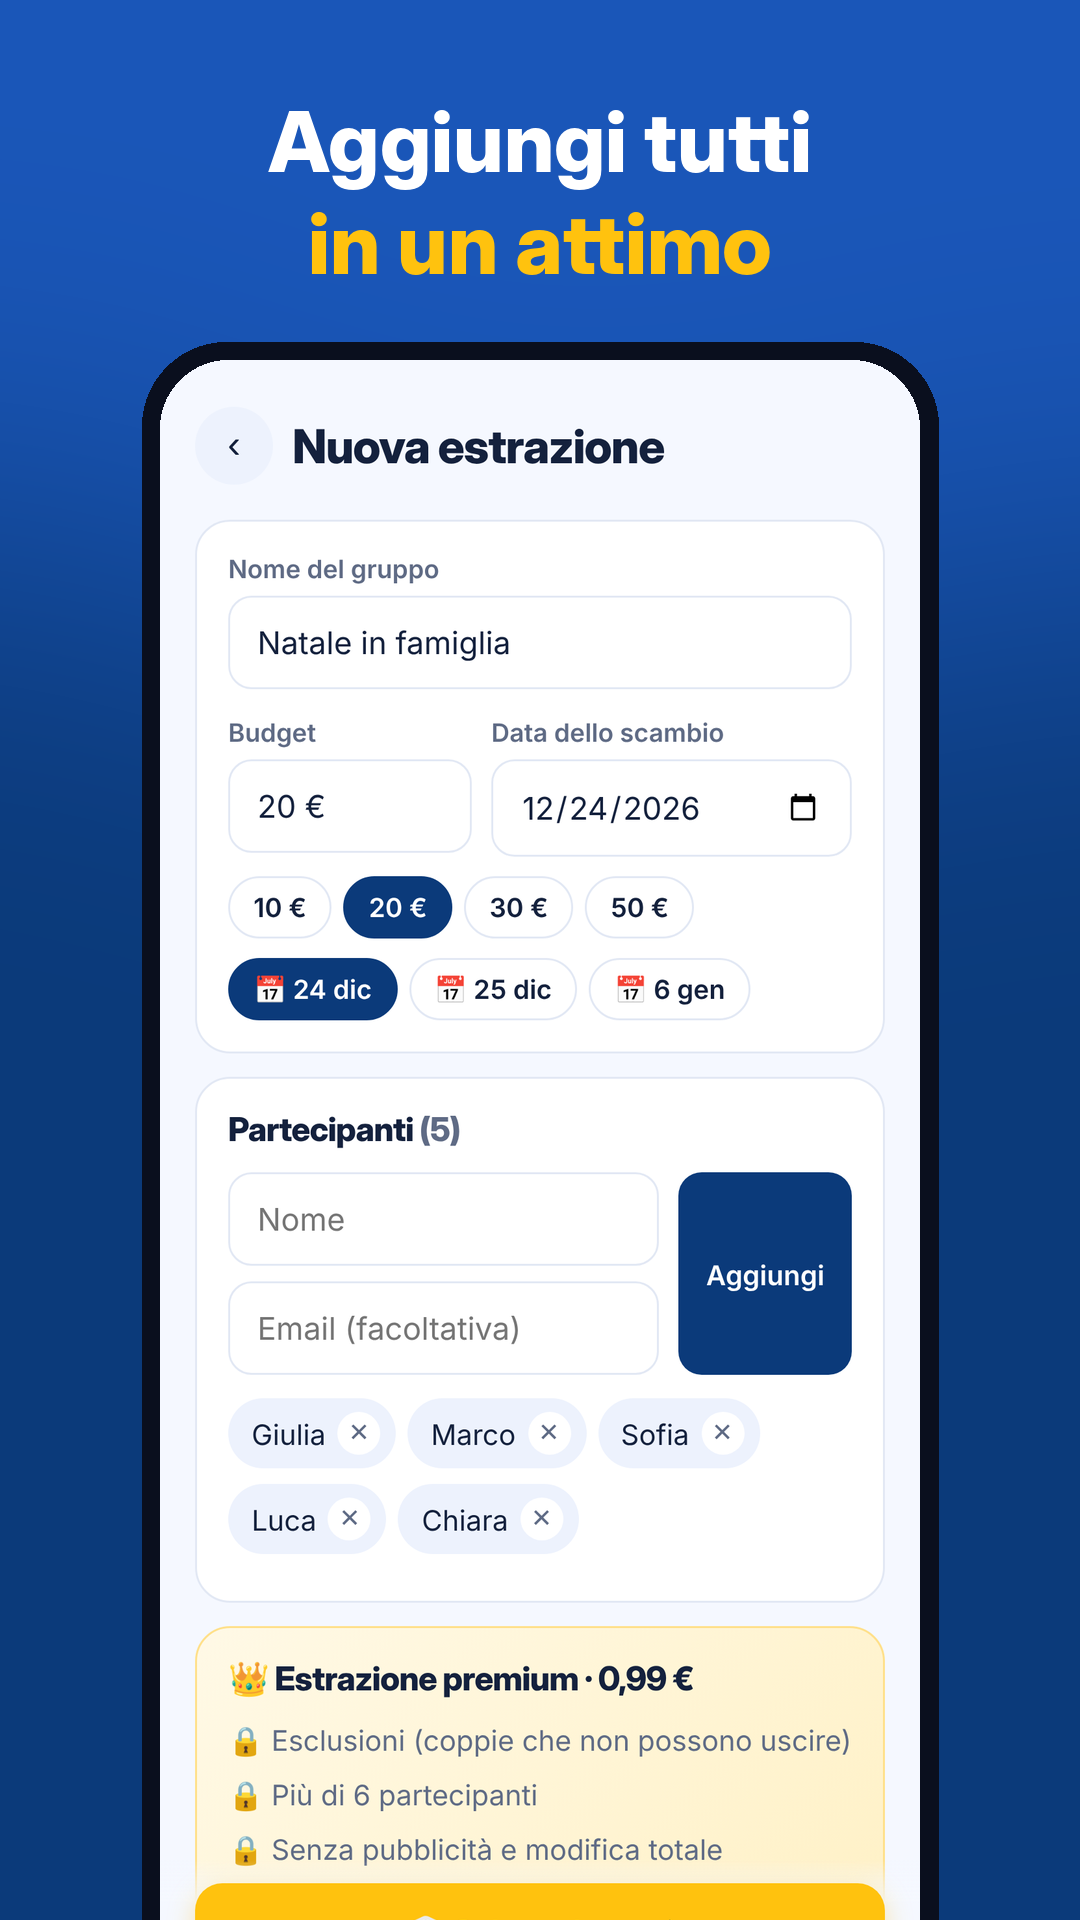 Aggiungi tutti
in un attimo
‹ Nuova estrazione
Nome del gruppo
Natale in famiglia
Budget Data dello scambio
20 € 12/24/2026
10 € 20 € 30 € 50 €
📅 24 dic 📅 25 dic 📅 6 gen
Partecipanti (5)
Nome
Aggiungi
Email (facoltativa)
Giulia ✕ Marco ✕ Sofia ✕
Luca ✕ Chiara ✕
👑 Estrazione premium · 0,99 €
🔒 Esclusioni (coppie che non possono uscire)
🔒 Più di 6 partecipanti
🔒 Senza pubblicità e modifica totale